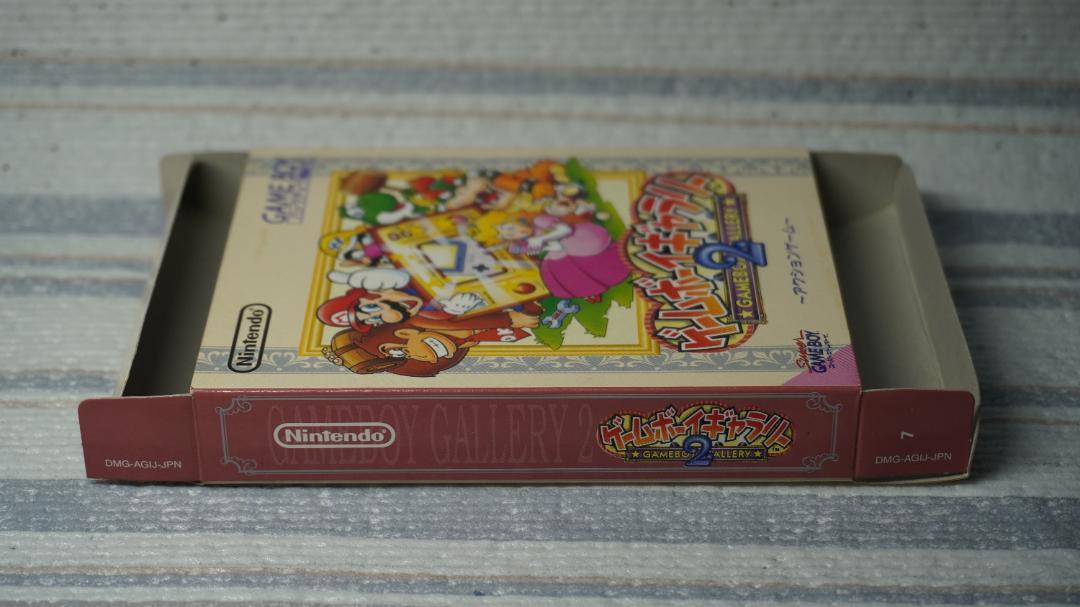 GAME BOY
Nintendo
ゲームボーイギャラリー
2
★GAMEBOY GALLERY★
～アクションゲーム～
Super
GAMEBOY
GAMEBOY GALLERY 2
Nintendo
ゲームボーイギャラリー
2
★GAMEBOY GALLERY★
TM
DMG-AGIJ-JPN
7
DMG-AGIJ-JPN